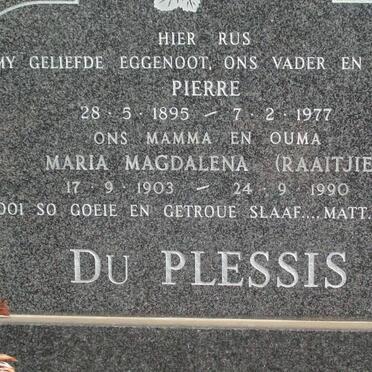 HIER RUS
MY GELIEFDE EGGENOOT, ONS VADER EN
PIERRE
28 · 5 · 1895 – 7 · 2 · 1977
ONS MAMMA EN OUMA
MARIA MAGDALENA (RAAITJIE
17 · 9 · 1903 – 24 · 9 · 1990
OOI SO GOEIE EN GETROUE SLAAF.... MATT.
DU PLESSIS